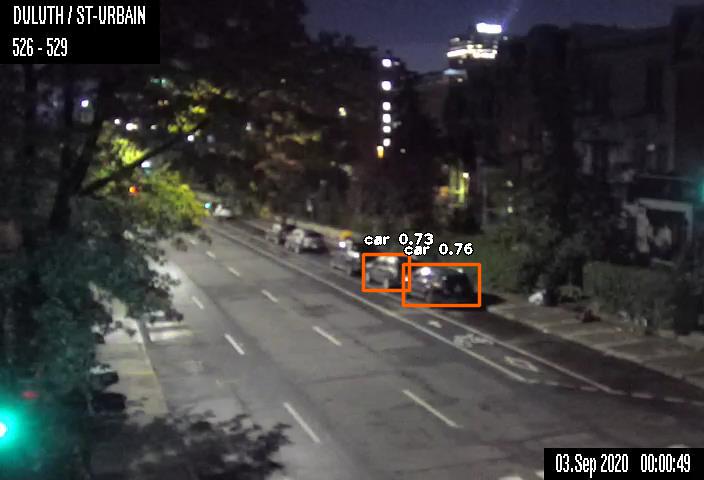 DULUTH / ST-URBAIN
526 - 529
car 0.73
car 0.76
03.Sep 2020 00:00:49